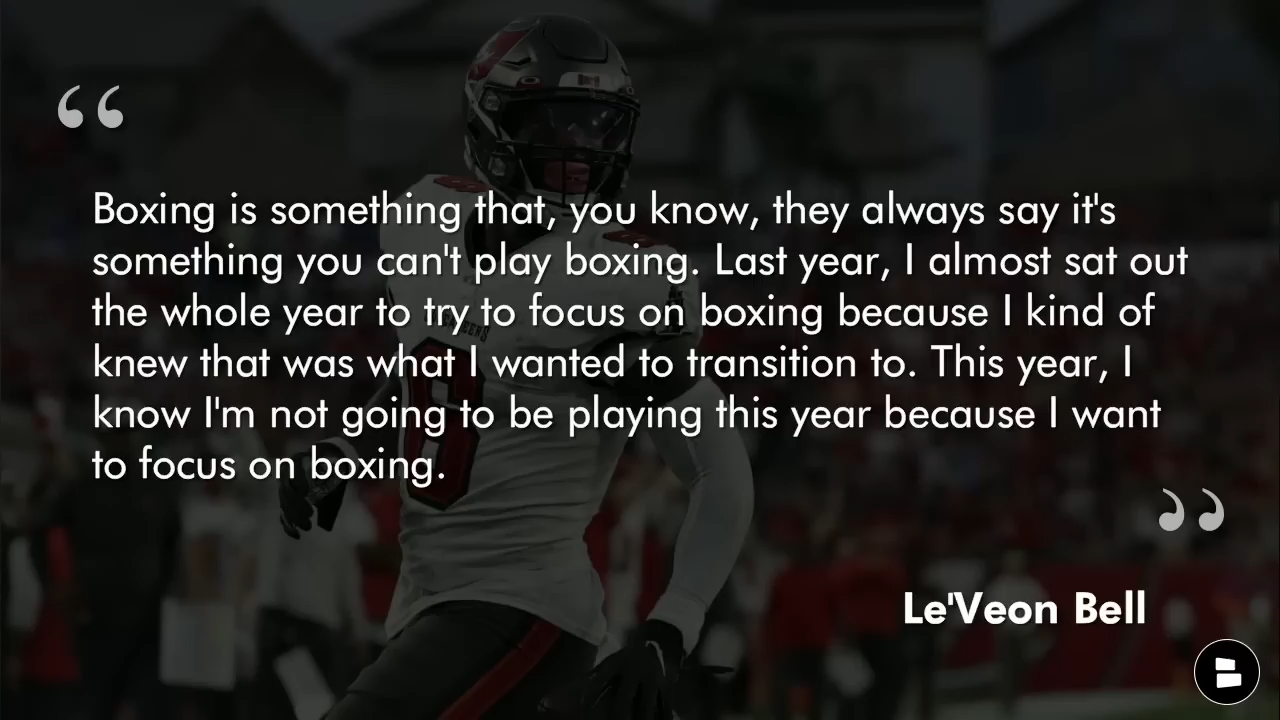 “
Boxing is something that, you know, they always say it's
something you can't play boxing. Last year, I almost sat out
the whole year to try to focus on boxing because I kind of
knew that was what I wanted to transition to. This year, I
know I'm not going to be playing this year because I want
to focus on boxing.
”
Le'Veon Bell